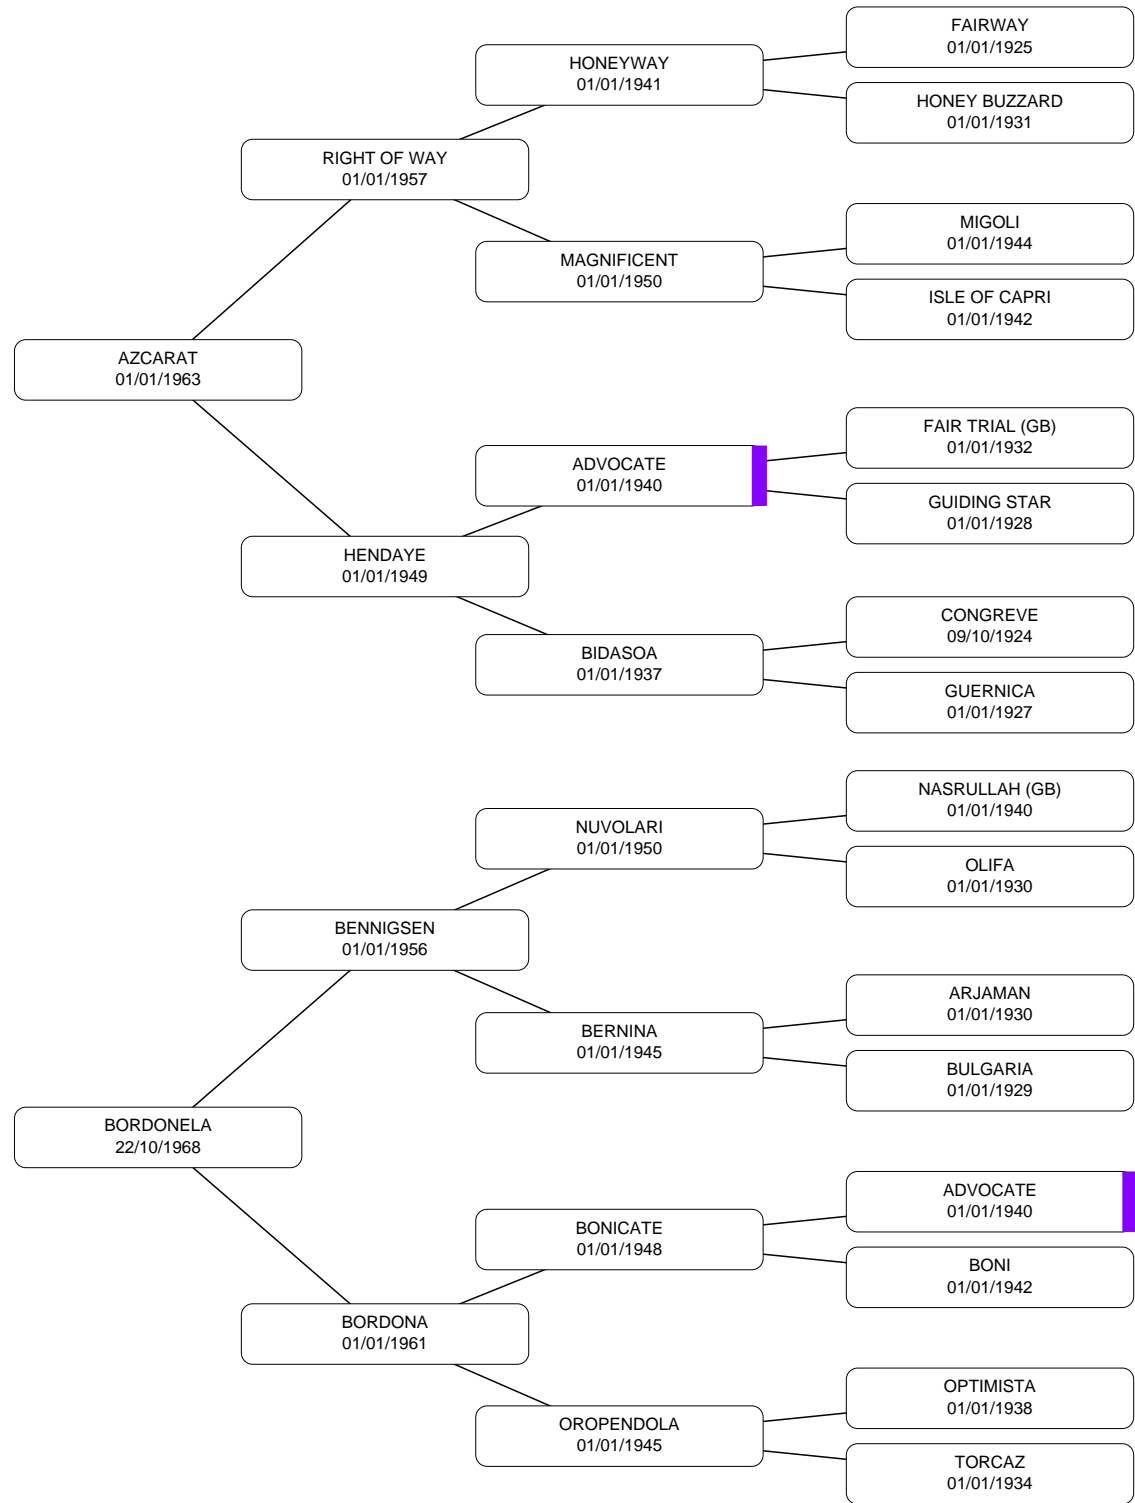 FAIRWAY
01/01/1925
HONEYWAY
01/01/1941
HONEY BUZZARD
01/01/1931
RIGHT OF WAY
01/01/1957
MIGOLI
01/01/1944
MAGNIFICENT
01/01/1950
ISLE OF CAPRI
01/01/1942
AZCARAT
01/01/1963
FAIR TRIAL (GB)
01/01/1932
ADVOCATE
01/01/1940
GUIDING STAR
01/01/1928
HENDAYE
01/01/1949
CONGREVE
09/10/1924
BIDASOA
01/01/1937
GUERNICA
01/01/1927
NASRULLAH (GB)
01/01/1940
NUVOLARI
01/01/1950
OLIFA
01/01/1930
BENNIGSEN
01/01/1956
ARJAMAN
01/01/1930
BERNINA
01/01/1945
BULGARIA
01/01/1929
BORDONELA
22/10/1968
ADVOCATE
01/01/1940
BONICATE
01/01/1948
BONI
01/01/1942
BORDONA
01/01/1961
OPTIMISTA
01/01/1938
OROPENDOLA
01/01/1945
TORCAZ
01/01/1934